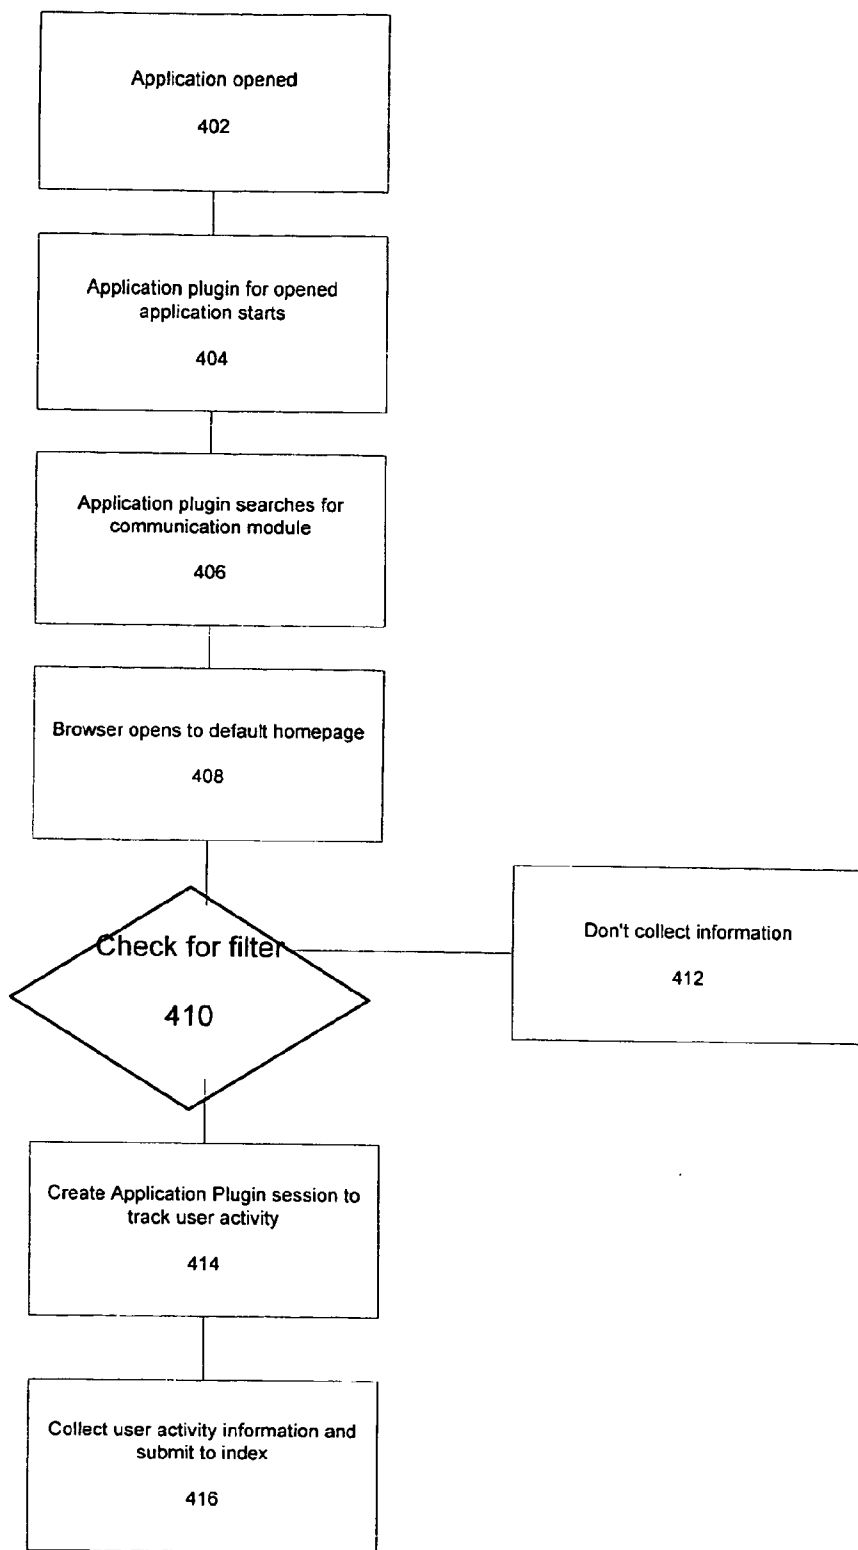 Application opened
402
Application plugin for opened
application starts
404
Application plugin searches for
communication module
406
Browser opens to default homepage
408
Check for filter
410
Don't collect information
412
Create Application Plugin session to
track user activity
414
Collect user activity information and
submit to index
416